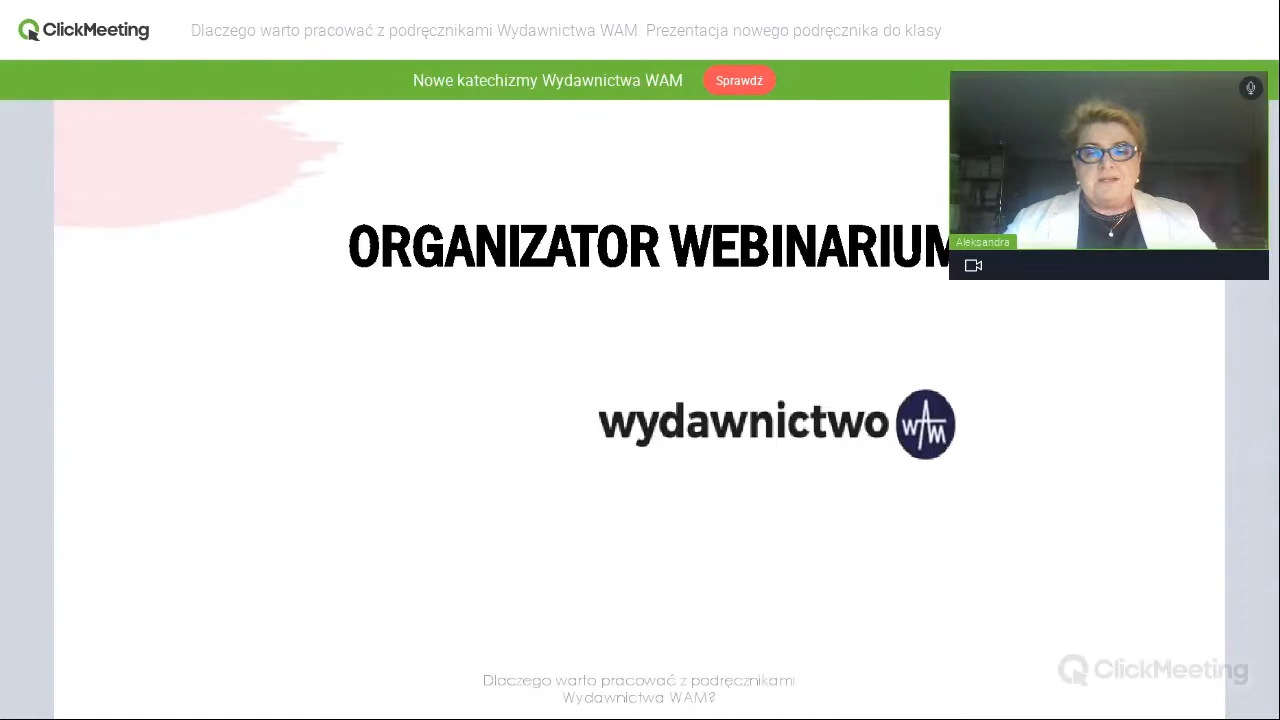 ClickMeeting
Dlaczego warto pracować z podręcznikami Wydawnictwa WAM. Prezentacja nowego podręcznika do klasy
Nowe katechizmy Wydawnictwa WAM
Sprawdź
Aleksandra
ORGANIZATOR WEBINARIUM
wydawnictwo WAM
ClickMeeting
Dlaczego warto pracować z podręcznikami
Wydawnictwa WAM?